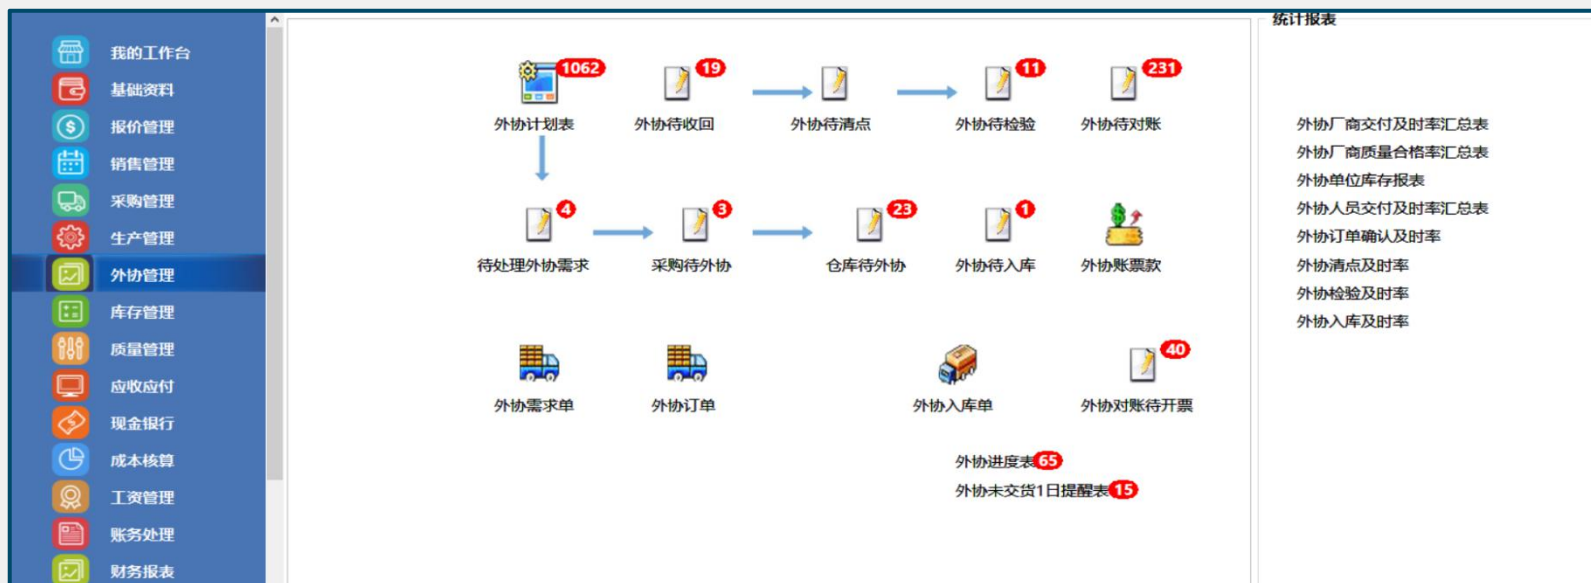 我的工作台
基础资料
报价管理
销售管理
采购管理
生产管理
外协管理
库存管理
质量管理
应收应付
现金银行
成本核算
工资管理
账务处理
财务报表
1062
19
11
231
外协计划表
外协待收回
外协待清点
外协待检验
外协待对账
4
3
23
1
待处理外协需求
采购待外协
仓库待外协
外协待入库
外协账票款
40
外协需求单
外协订单
外协入库单
外协对账待开票
外协进度表65
外协未交货1日提醒表15
统计报表
外协厂商交付及时率汇总表
外协厂商质量合格率汇总表
外协单位库存报表
外协人员交付及时率汇总表
外协订单确认及时率
外协清点及时率
外协检验及时率
外协入库及时率